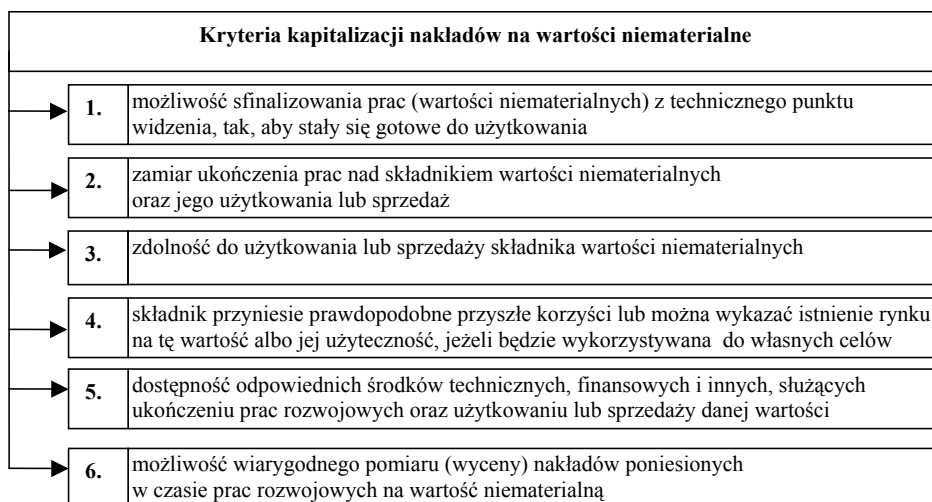 Kryteria kapitalizacji nakładów na wartości niematerialne
1. możliwość sfinalizowania prac (wartości niematerialnych) z technicznego punktu
widzenia, tak, aby stały się gotowe do użytkowania
2. zamiar ukończenia prac nad składnikiem wartości niematerialnych
oraz jego użytkowania lub sprzedaż
3. zdolność do użytkowania lub sprzedaży składnika wartości niematerialnych
4. składnik przyniesie prawdopodobne przyszłe korzyści lub można wykazać istnienie rynku
na tę wartość albo jej użyteczność, jeżeli będzie wykorzystywana do własnych celów
5. dostępność odpowiednich środków technicznych, finansowych i innych, służących
ukończeniu prac rozwojowych oraz użytkowaniu lub sprzedaży danej wartości
6. możliwość wiarygodnego pomiaru (wyceny) nakładów poniesionych
w czasie prac rozwojowych na wartość niematerialną